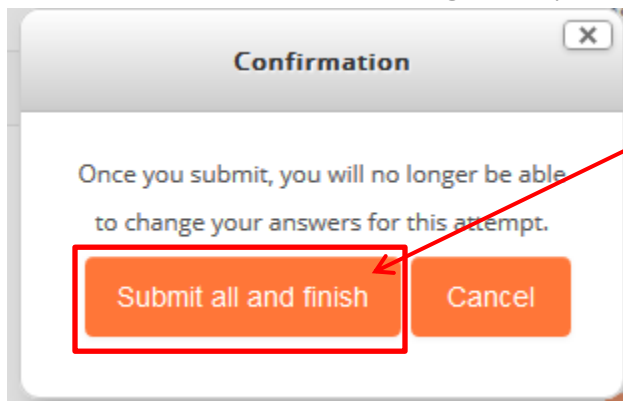 Confirmation
Once you submit, you will no longer be able
to change your answers for this attempt.
Submit all and finish
Cancel